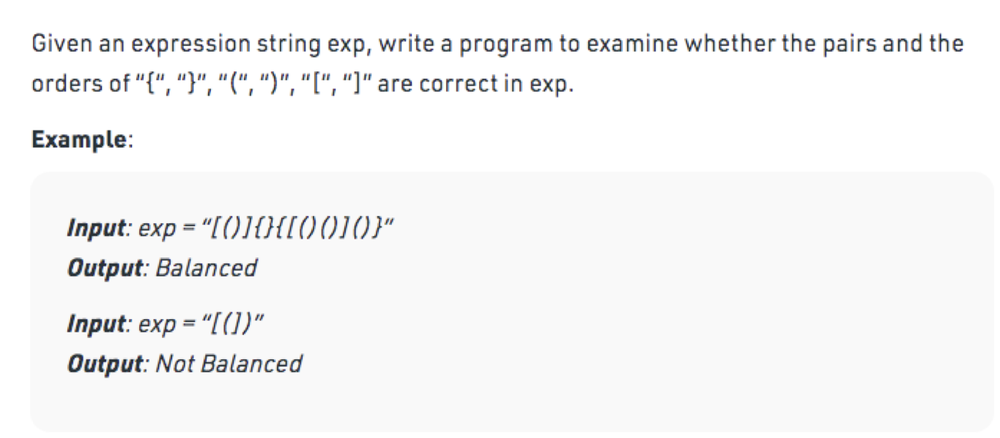 Given an expression string exp, write a program to examine whether the pairs and the
orders of “{“, “}”, “(“, “)”, “[“, “]” are correct in exp.
Example:
Input: exp = “[()]{}{[()()]()}”
Output: Balanced
Input: exp = “[(])”
Output: Not Balanced